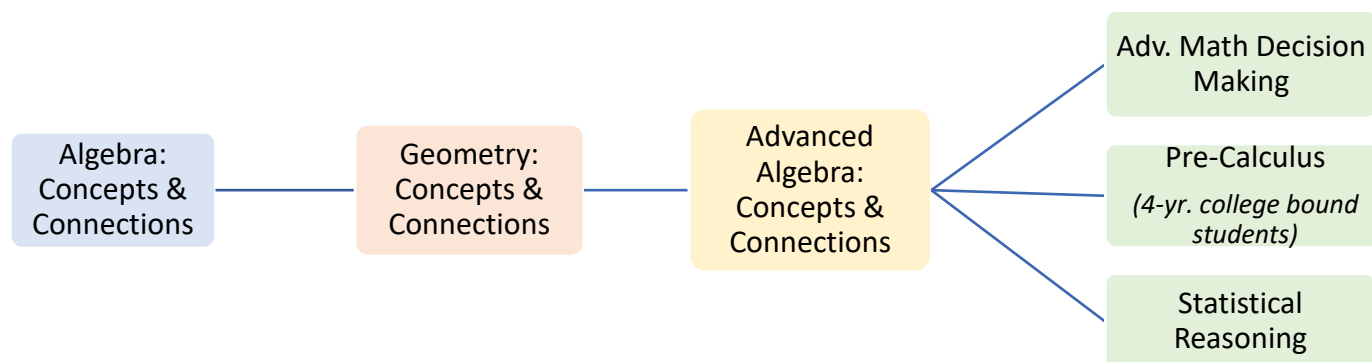 Algebra:
Concepts &
Connections
Geometry:
Concepts &
Connections
Advanced
Algebra:
Concepts &
Connections
Adv. Math Decision
Making
Pre-Calculus
(4-yr. college bound
students)
Statistical
Reasoning